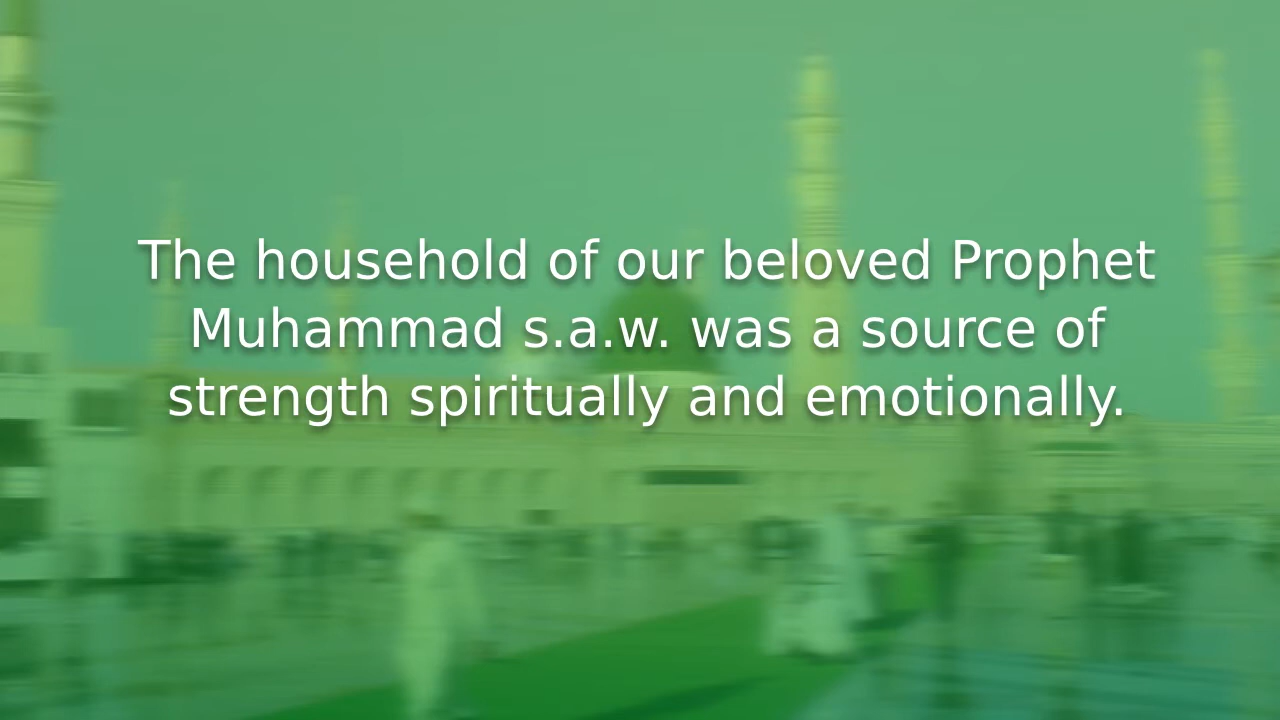 The household of our beloved Prophet
Muhammad s.a.w. was a source of
strength spiritually and emotionally.